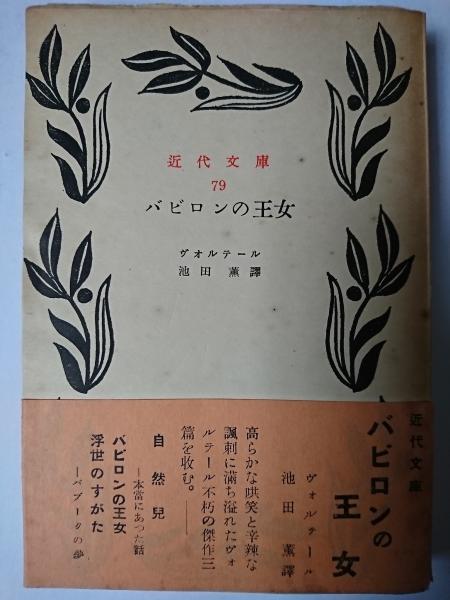 近代文庫
79
バビロンの王女
ヴォルテール
池田薫譯
近代文庫
バビロンの
王女
ヴォルテール
池田薫譯
高らかな哄笑と辛辣な
諷刺に満ち溢れたヴォ
ルテール不朽の傑作三
篇を収む。
自然兒
―本當にあつた話
バビロンの王女
浮世のすがた
―バブークの夢